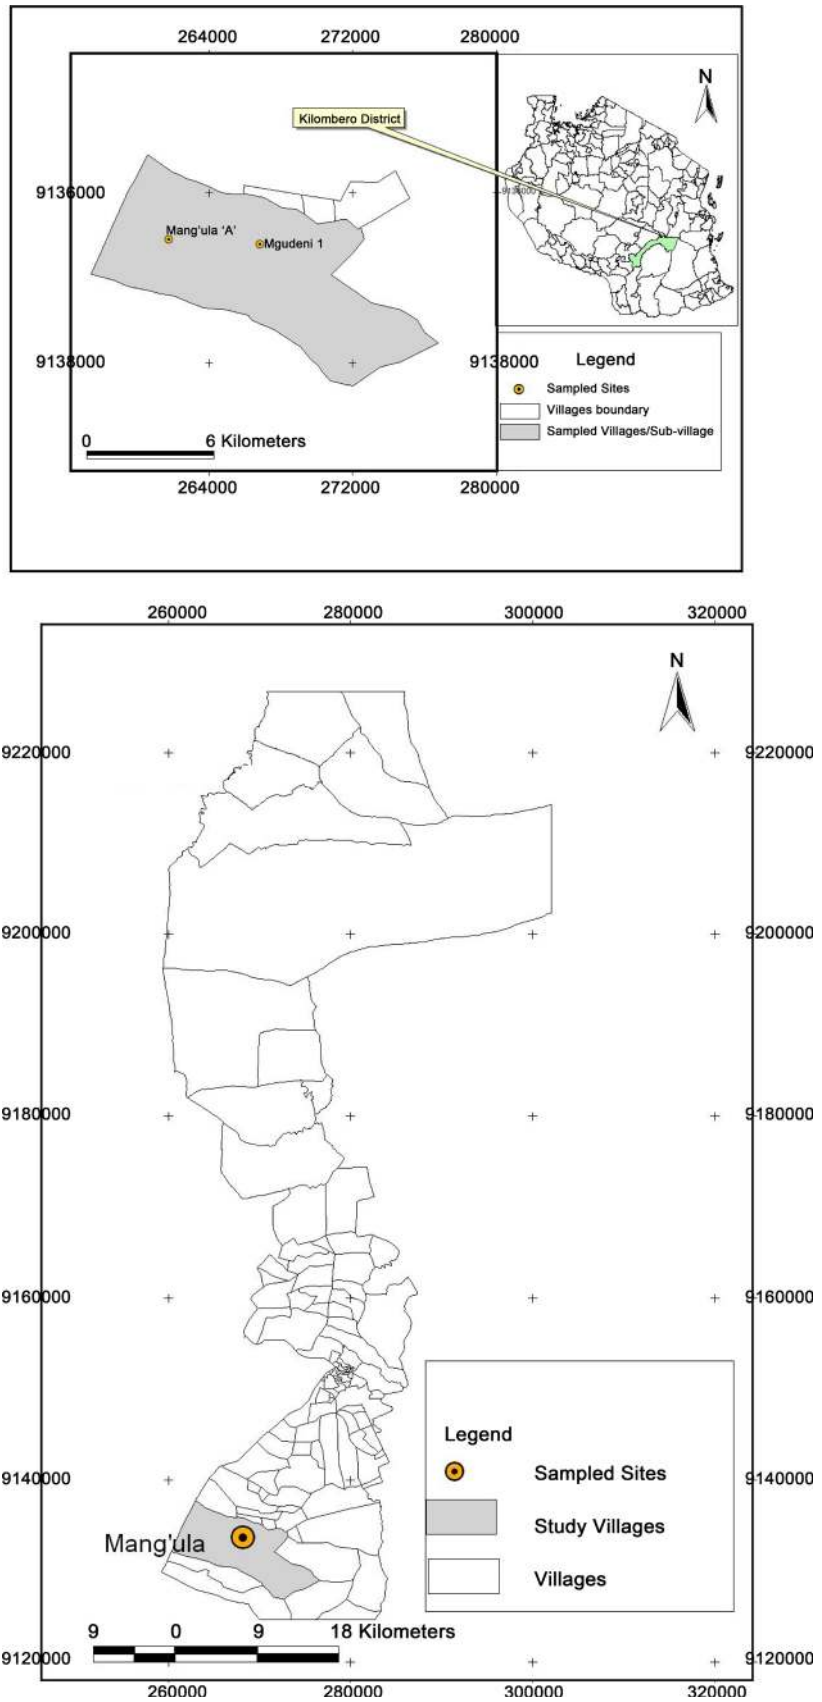 264000 272000 280000
N
Kilombero District
9136000
9136000
Mang'ula 'A'
Mgudeni 1
9138000 9138000
Legend
Sampled Sites
Villages boundary
Sampled Villages/Sub-village
0 6 Kilometers
264000 272000 280000
260000 280000 300000 320000
N
9220000 9220000
9200000 9200000
9180000 9180000
9160000 9160000
Legend
Sampled Sites
9140000 9140000
Study Villages
Mang'ula
Villages
9 0 9 18 Kilometers
9120000 9120000
260000 280000 300000 320000